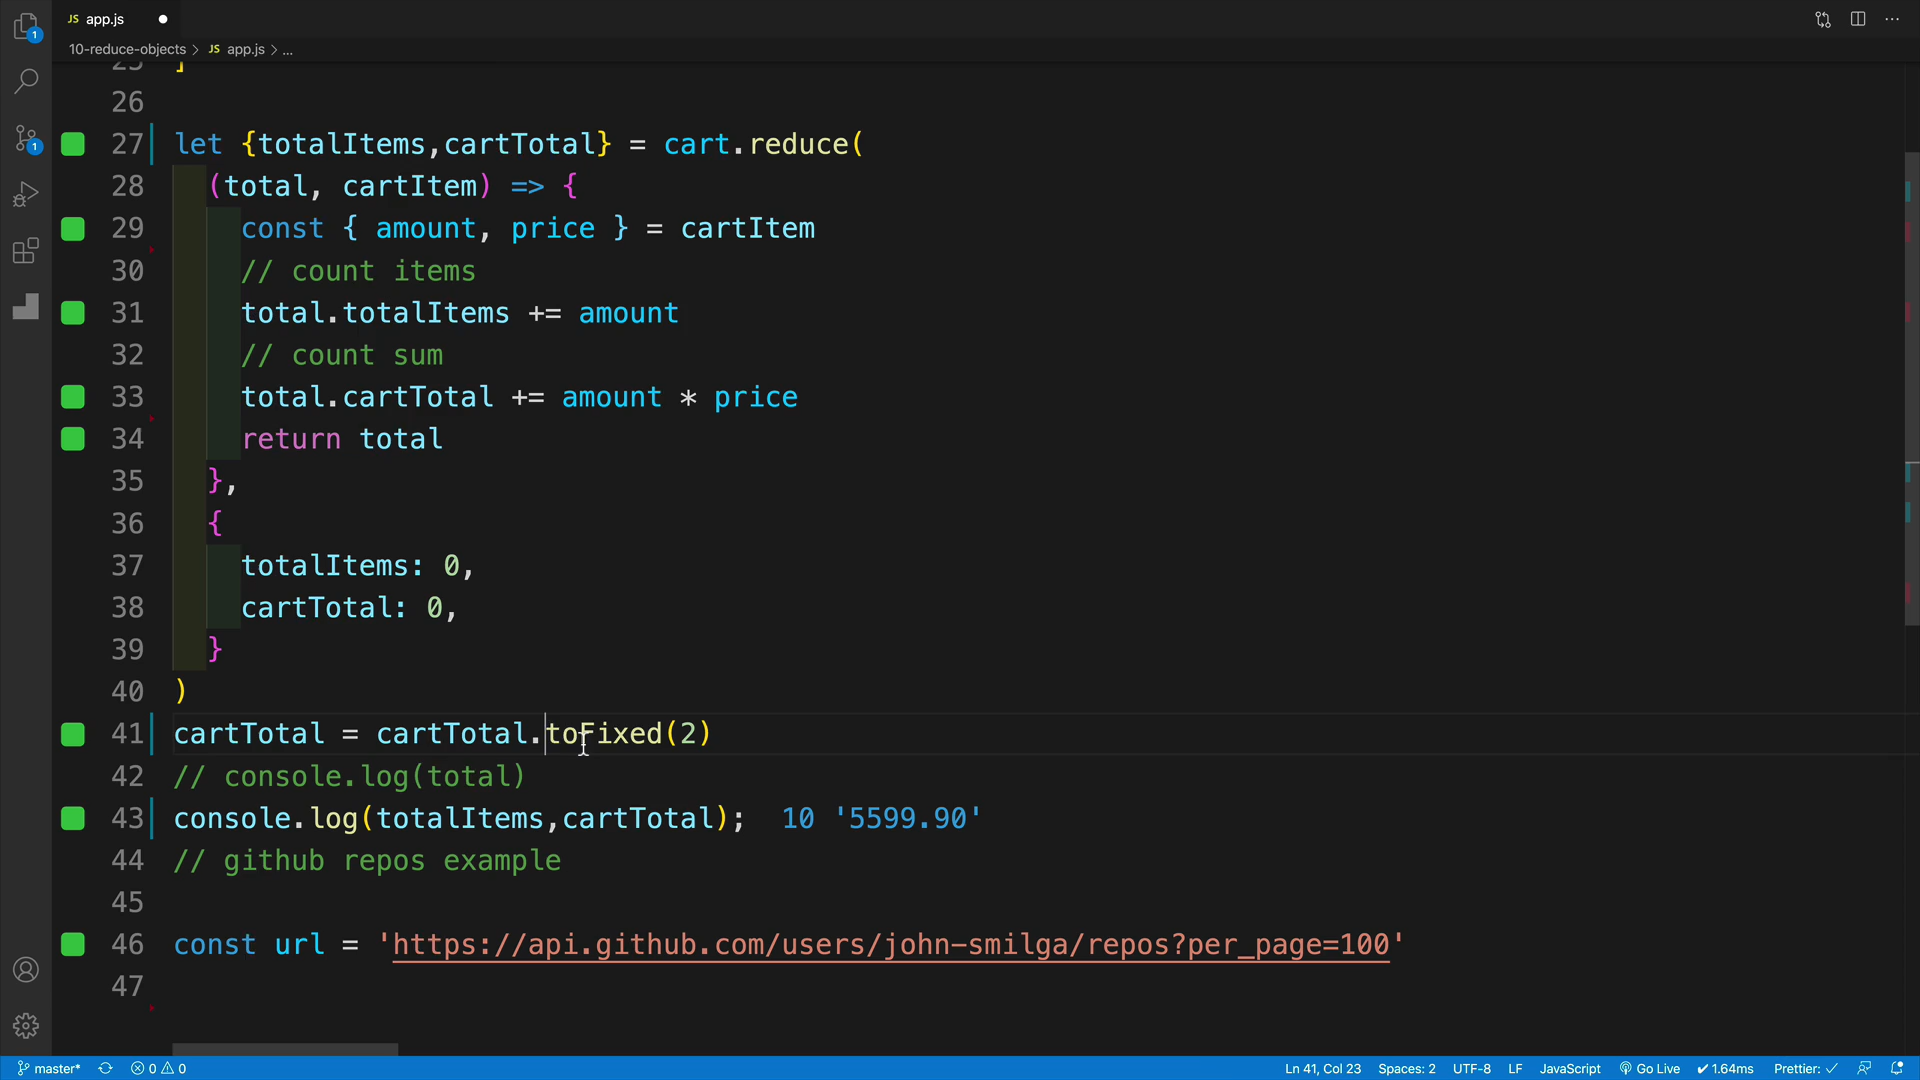 JS app.js
10-reduce-objects > JS app.js > ...
25 ]
26
27 let {totalItems,cartTotal} = cart.reduce(
28 (total, cartItem) => {
29 const { amount, price } = cartItem
30 // count items
31 total.totalItems += amount
32 // count sum
33 total.cartTotal += amount * price
34 return total
35 },
36 {
37 totalItems: 0,
38 cartTotal: 0,
39 }
40 )
41 cartTotal = cartTotal.toFixed(2)
42 // console.log(total)
43 console.log(totalItems,cartTotal); 10 '5599.90'
44 // github repos example
45
46 const url = 'https://api.github.com/users/john-smilga/repos?per_page=100'
47
1
1
master* 0 0 Ln 41, Col 23 Spaces: 2 UTF-8 LF JavaScript Go Live ✔ 1.64ms Prettier: ✓